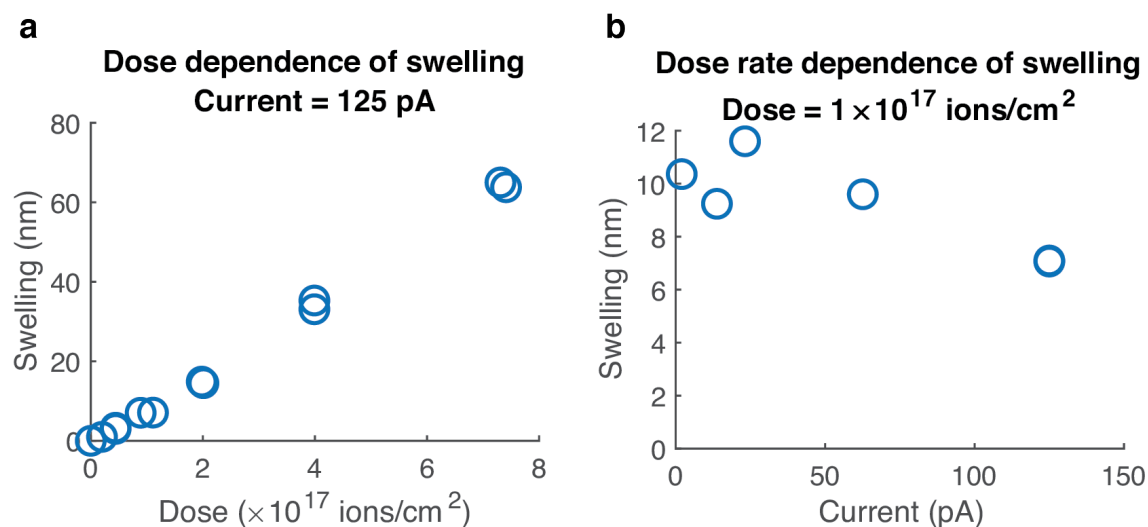 a
Dose dependence of swelling
Current = 125 pA
80
60
40
20
0
Swelling (nm)
0 2 4 6 8
Dose (×10^17 ions/cm^2)
b
Dose rate dependence of swelling
Dose = 1×10^17 ions/cm^2
12
10
8
6
4
2
0
Swelling (nm)
0 50 100 150
Current (pA)